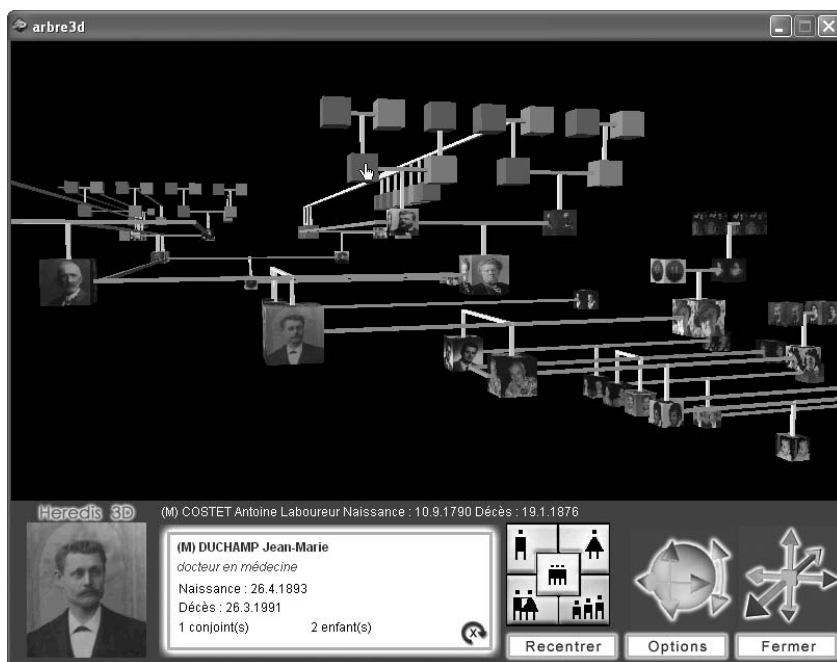 arbre3d
Heredis 3D
(M) COSTET Antoine Laboureur Naissance : 10.9.1790 Décès : 19.1.1876
(M) DUCHAMP Jean-Marie
docteur en médecine
Naissance : 26.4.1893
Décès : 26.3.1991
1 conjoint(s) 2 enfant(s)
X
Recentrer Options Fermer